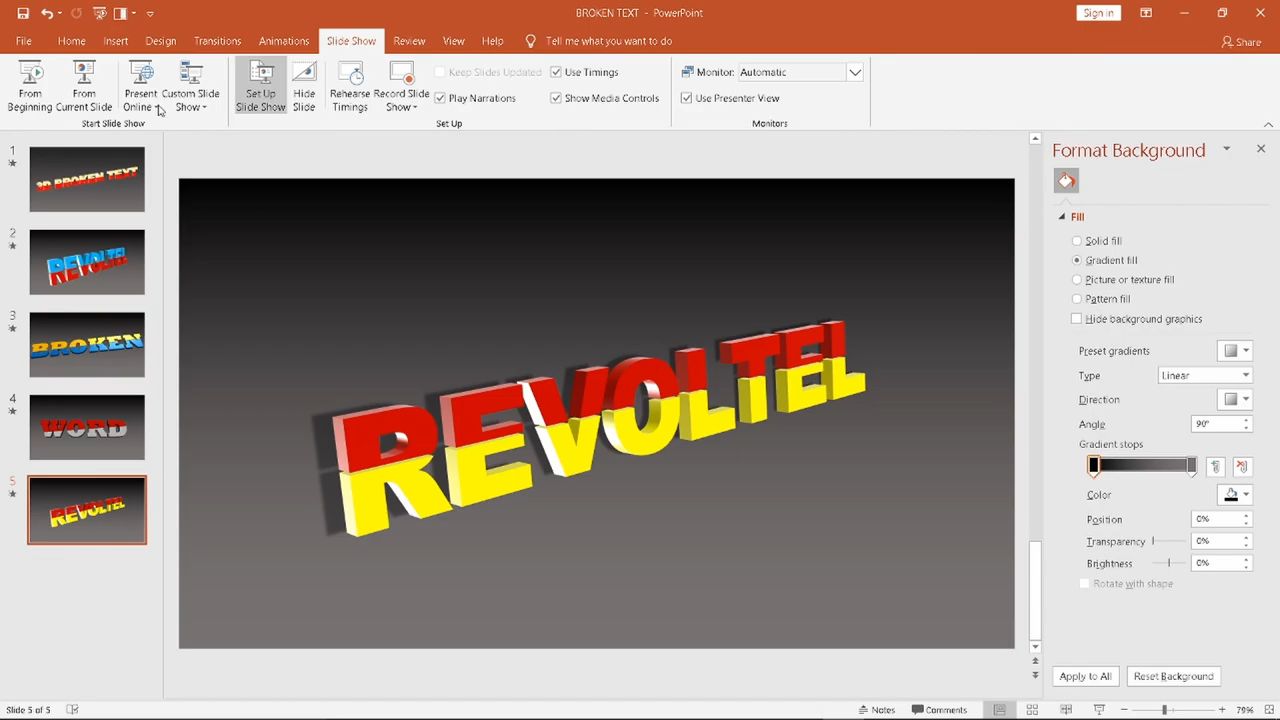 BROKEN TEXT - PowerPoint
Sign in
File Home Insert Design Transitions Animations Slide Show Review View Help Tell me what you want to do
Share
From Beginning
From Current Slide
Present Online
Custom Slide Show
Set Up Slide Show
Hide Slide
Rehearse Timings
Record Slide Show
Keep Slides Updated
Play Narrations
Use Timings
Show Media Controls
Monitor: Automatic
Use Presenter View
Start Slide Show
Set Up
Monitors
1
3D BROKEN TEXT
2
REVOLTEL
3
BROKEN
4
WORD
5
REVOLTEL
REVOLTEL
Format Background
Fill
Solid fill
Gradient fill
Picture or texture fill
Pattern fill
Hide background graphics
Preset gradients
Type Linear
Direction
Angle 90°
Gradient stops
Color
Position 0%
Transparency 0%
Brightness 0%
Rotate with shape
Apply to All Reset Background
Slide 5 of 5
Notes Comments
79%